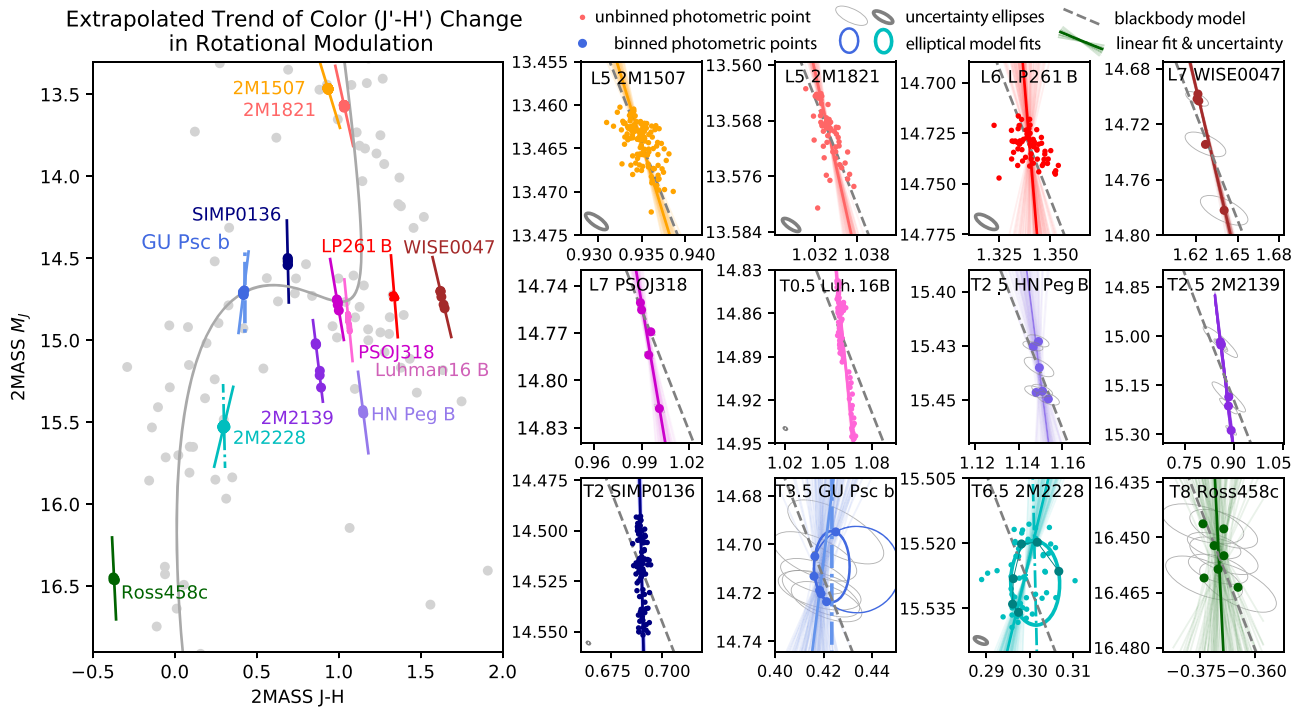 Extrapolated Trend of Color (J'-H') Change
in Rotational Modulation
unbinned photometric point
uncertainty ellipses
blackbody model
binned photometric points
elliptical model fits
linear fit & uncertainty
2MASS M_J
13.5
14.0
14.5
15.0
15.5
16.0
16.5
2M1507
2M1821
SIMP0136
GU Psc b
LP261 B
WISE0047
PSOJ318
Luhman16 B
2M2139
HN Peg B
2M2228
Ross458c
−0.5 0.0 0.5 1.0 1.5 2.0
2MASS J-H
L5 2M1507
13.455
13.460
13.465
13.470
13.475
0.930 0.935 0.940
L5 2M1821
13.560
13.568
13.576
13.584
1.032 1.038
L6 LP261 B
14.700
14.725
14.750
14.775
1.320 1.335 1.350
L7 WISE0047
14.68
14.72
14.76
14.80
1.62 1.65 1.68
L7 PSOJ318
14.74
14.77
14.80
14.83
0.96 0.99 1.02
T0.5 Luh. 16B
14.83
14.86
14.89
14.92
14.95
1.02 1.05 1.08
T2.5 HN Peg B
15.40
15.43
15.45
1.12 1.14 1.16
T2.5 2M2139
14.85
15.00
15.15
15.30
0.75 0.90 1.05
T2 SIMP0136
14.475
14.500
14.525
14.550
0.675 0.700
T3.5 GU Psc b
14.68
14.70
14.72
14.74
0.40 0.42 0.44
T6.5 2M2228
15.505
15.520
15.535
0.29 0.30 0.31
T8 Ross458c
16.435
16.450
16.465
16.480
−0.375 −0.360